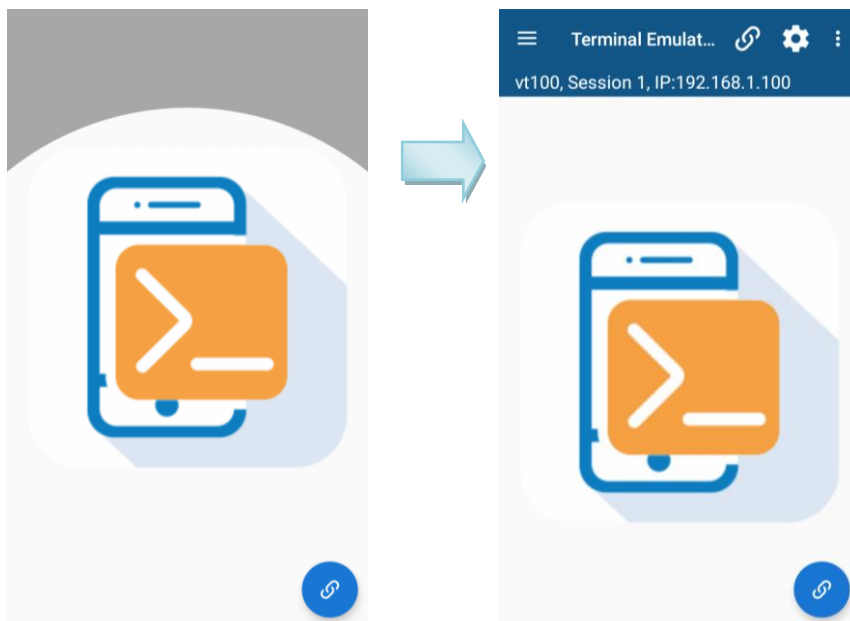 Terminal Emulat...
vt100, Session 1, IP:192.168.1.100